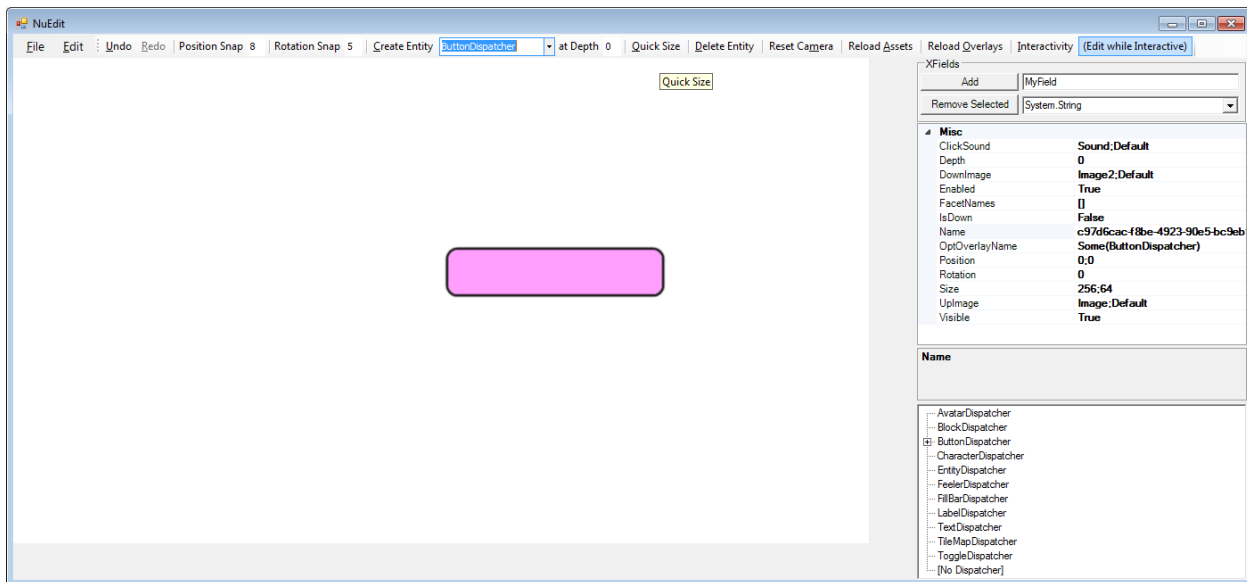 NuEdit
File Edit Undo Redo Position Snap 8 Rotation Snap 5 Create Entity ButtonDispatcher at Depth 0 Quick Size Delete Entity Reset Camera Reload Assets Reload Overlays Interactivity (Edit while Interactive)
Quick Size
XFields
Add MyField
Remove Selected System.String
Misc
ClickSound Sound;Default
Depth 0
DownImage Image2;Default
Enabled True
FacetNames []
IsDown False
Name c97d6cac-f8be-4923-90e5-bc9eb
OptOverlayName Some(ButtonDispatcher)
Position 0;0
Rotation 0
Size 256;64
UpImage Image;Default
Visible True
Name
AvatarDispatcher
BlockDispatcher
ButtonDispatcher
CharacterDispatcher
EntityDispatcher
FeelerDispatcher
FillBarDispatcher
LabelDispatcher
TextDispatcher
TileMapDispatcher
ToggleDispatcher
[No Dispatcher]